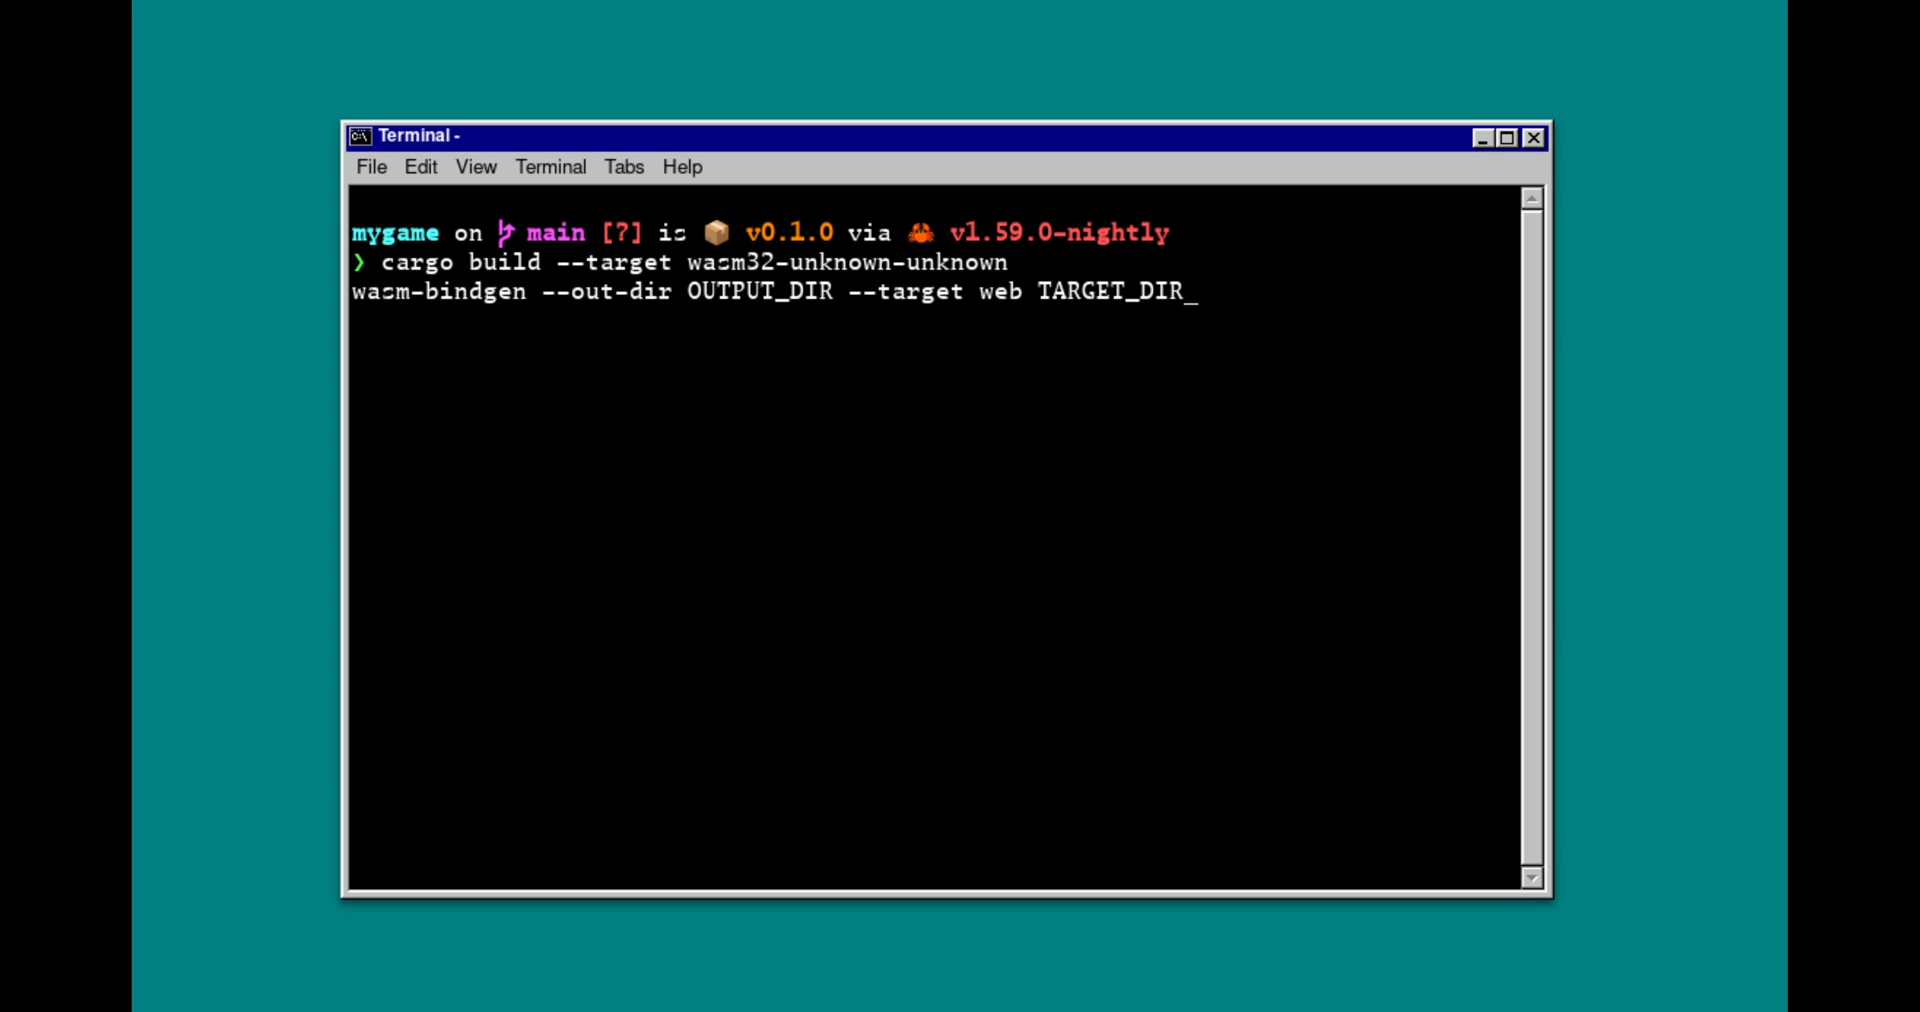 Terminal -
File Edit View Terminal Tabs Help
mygame on main [?] is 📦 v0.1.0 via 🦀 v1.59.0-nightly
❯ cargo build --target wasm32-unknown-unknown
wasm-bindgen --out-dir OUTPUT_DIR --target web TARGET_DIR_